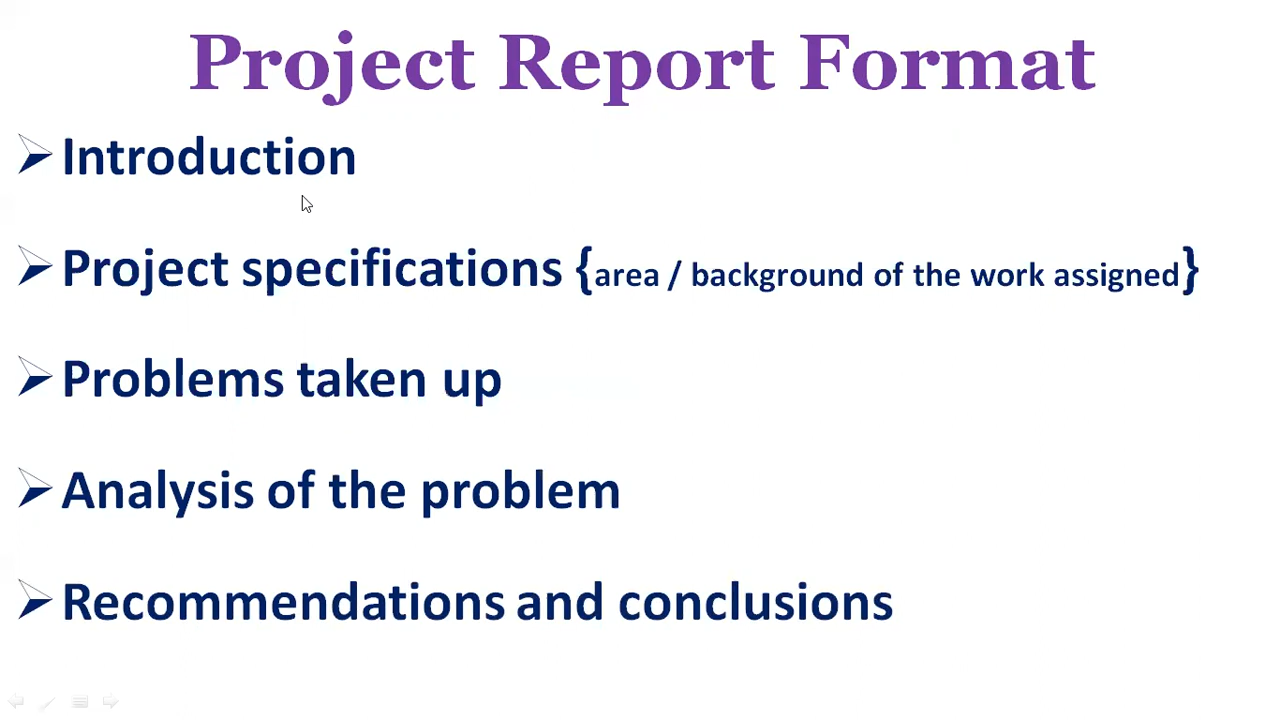 Project Report Format
Introduction
Project specifications {area / background of the work assigned}
Problems taken up
Analysis of the problem
Recommendations and conclusions